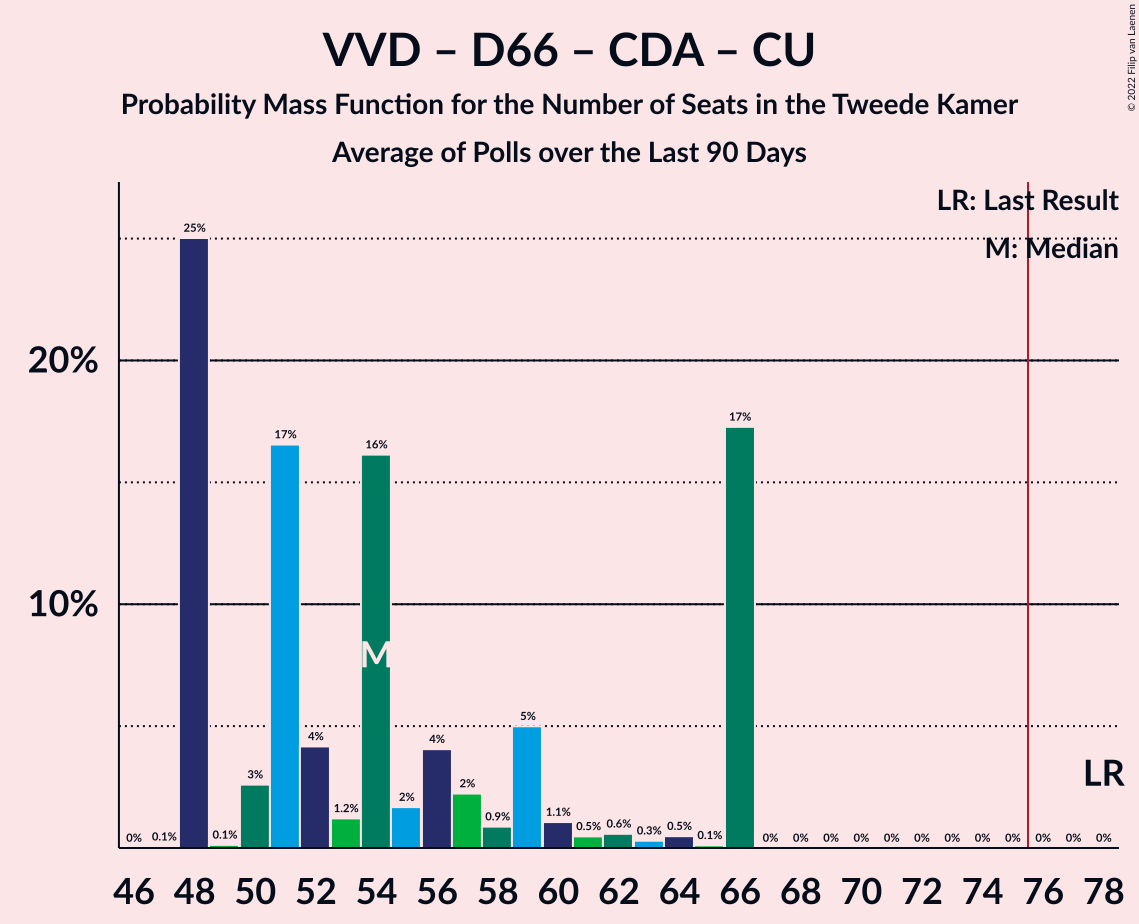 VVD – D66 – CDA – CU
Probability Mass Function for the Number of Seats in the Tweede Kamer
Average of Polls over the Last 90 Days
© 2022 Filip van Laenen
LR: Last Result
M: Median
20%
10%
0% 0.1% 25% 0.1% 3% 17% 4% 1.2% 16% 2% 4% 2% 0.9% 5% 1.1% 0.5% 0.6% 0.3% 0.5% 0.1% 17% 0% 0% 0% 0% 0% 0% 0% 0% 0% 0% 0% 0%
M
LR
46 48 50 52 54 56 58 60 62 64 66 68 70 72 74 76 78